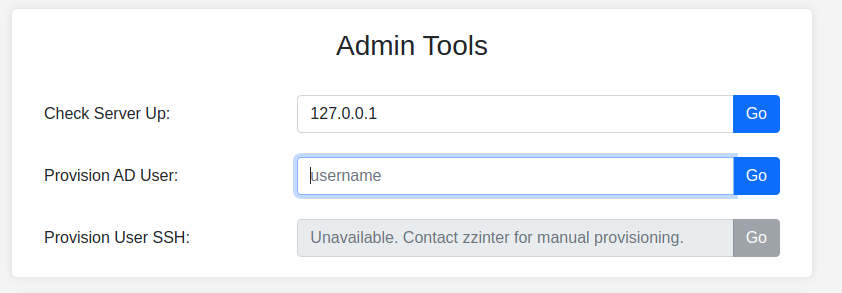 Admin Tools
Check Server Up: 127.0.0.1 Go
Provision AD User: username Go
Provision User SSH: Unavailable. Contact zzinter for manual provisioning. Go